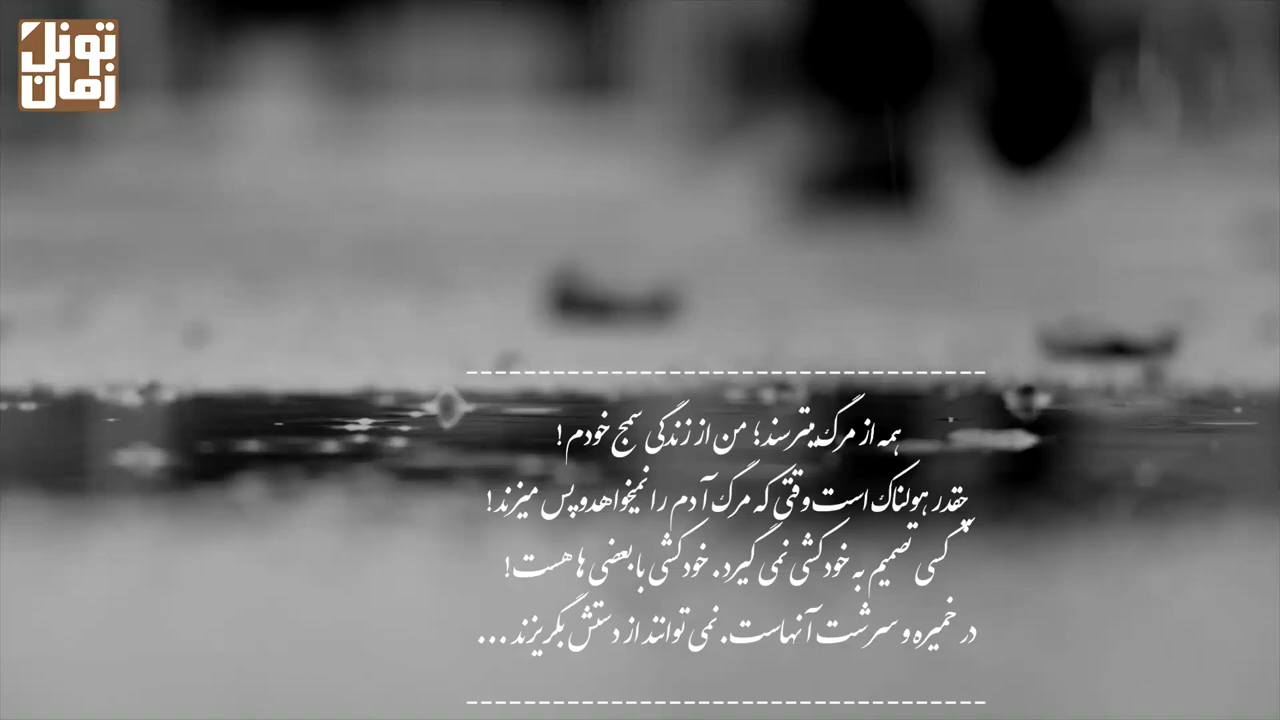 تونل
زمان
همه از مرگ میترسند؛ من از زندگی سمج خودم !
چقدر هولناک است وقتی که مرگ آدم را نمیخواهدوپس میزند!
کسی تصمیم به خودکشی نمی گیرد. خودکشی با بعضی ها هست!
در خمیره و سرشت آنهاست. نمی توانند از دستش بگریزند ...